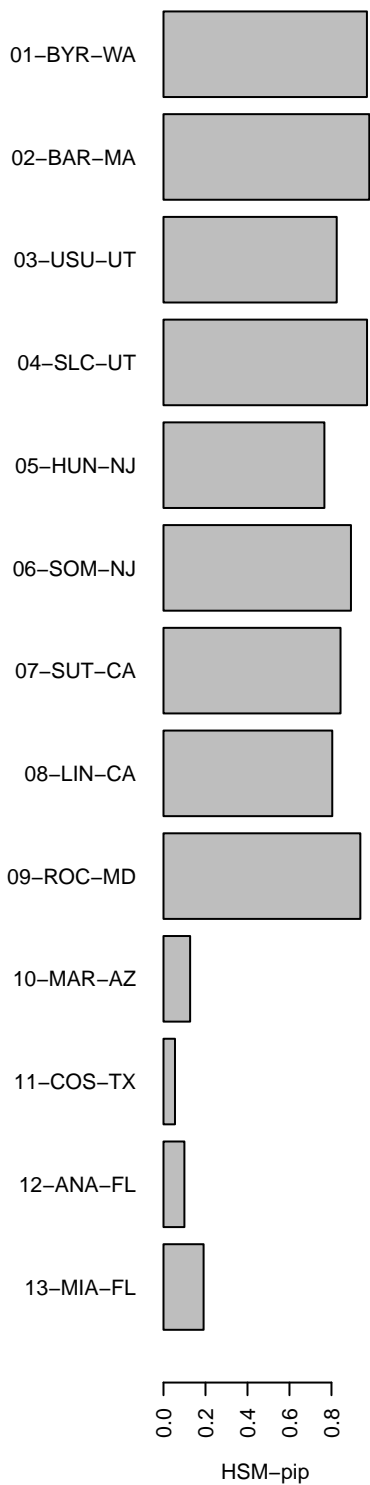 01−BYR−WA
02−BAR−MA
03−USU−UT
04−SLC−UT
05−HUN−NJ
06−SOM−NJ
07−SUT−CA
08−LIN−CA
09−ROC−MD
10−MAR−AZ
11−COS−TX
12−ANA−FL
13−MIA−FL
0.0 0.2 0.4 0.6 0.8
HSM−pip